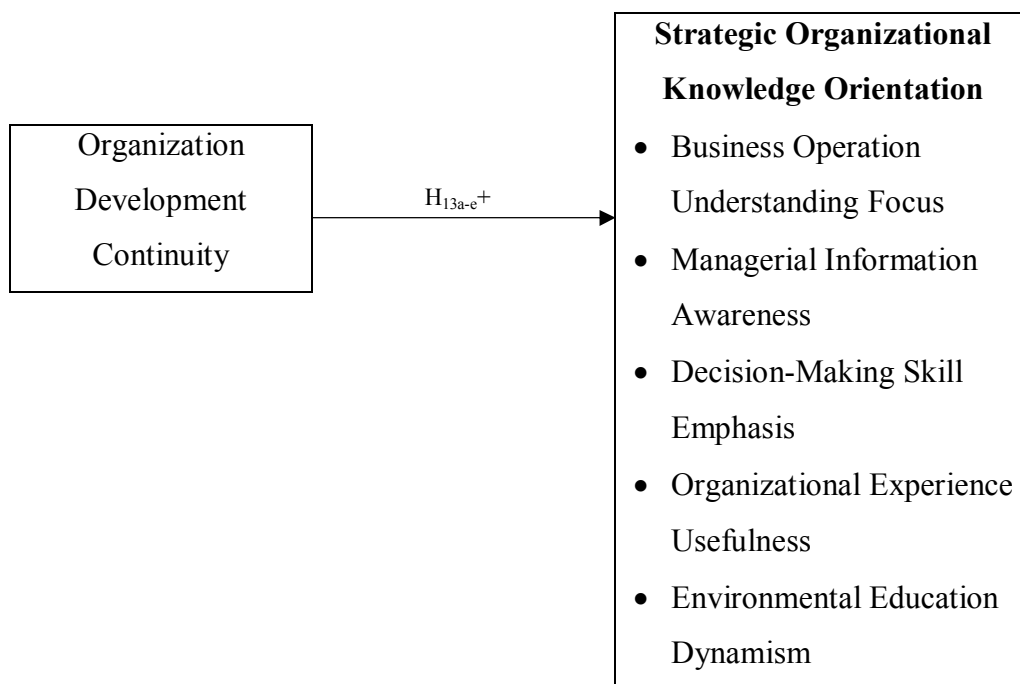 Organization
Development
Continuity
H13a-e+
Strategic Organizational
Knowledge Orientation
• Business Operation
Understanding Focus
• Managerial Information
Awareness
• Decision-Making Skill
Emphasis
• Organizational Experience
Usefulness
• Environmental Education
Dynamism